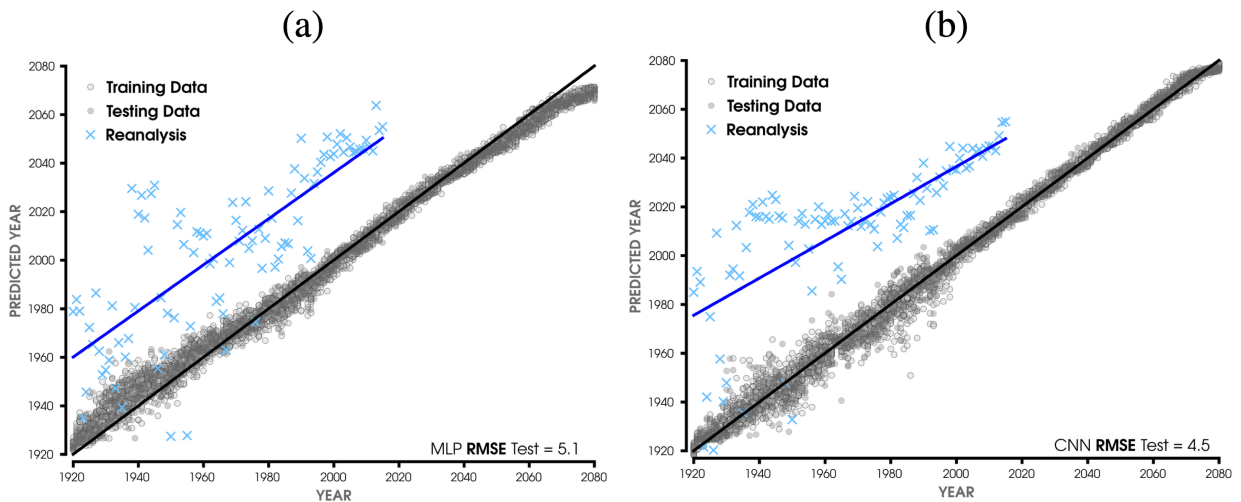 (a)
PREDICTED YEAR
2080
2060
2040
2020
2000
1980
1960
1940
1920
Training Data
Testing Data
Reanalysis
MLP RMSE Test = 5.1
1920 1940 1960 1980 2000 2020 2040 2060 2080
YEAR
(b)
PREDICTED YEAR
2080
2060
2040
2020
2000
1980
1960
1940
1920
Training Data
Testing Data
Reanalysis
CNN RMSE Test = 4.5
1920 1940 1960 1980 2000 2020 2040 2060 2080
YEAR